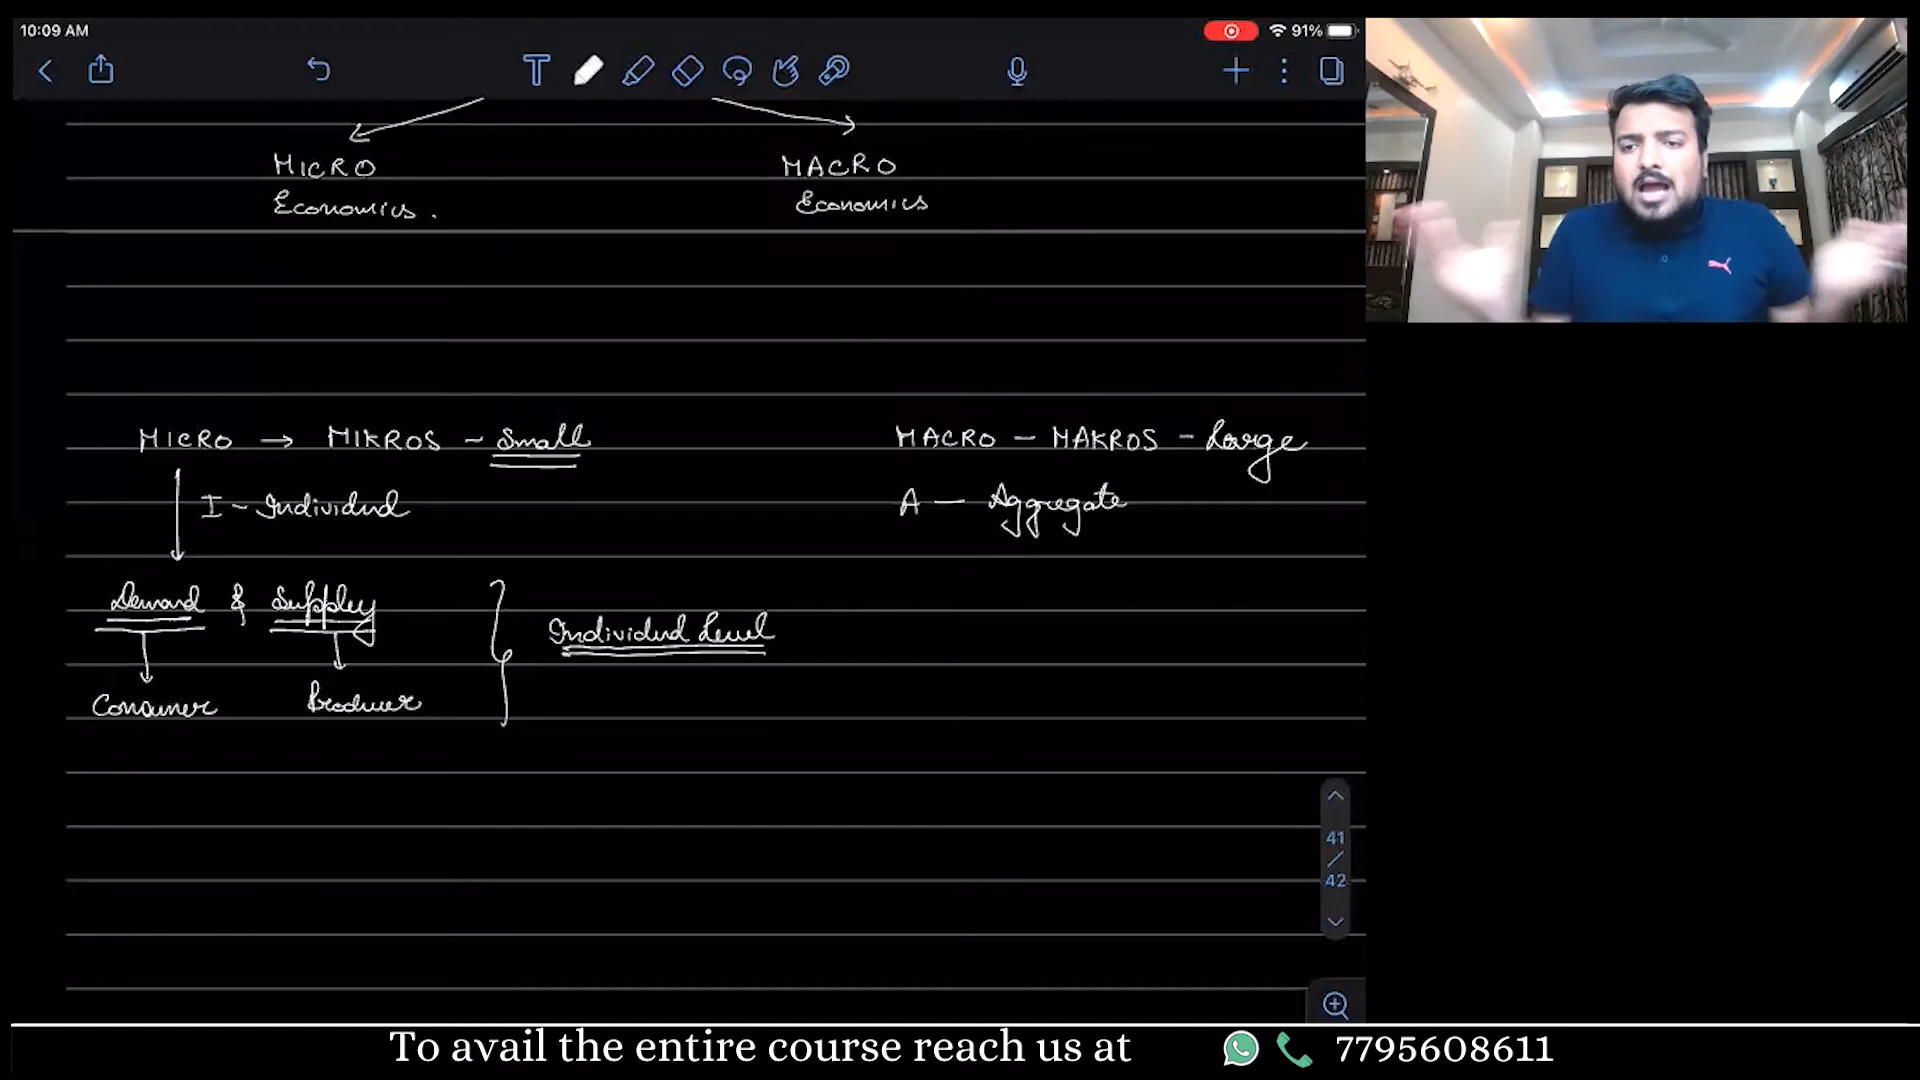 10:09 AM
91%
MICRO
Economics.
MACRO
Economics
MICRO → MIKROS - Small
MACRO - MAKROS - Large
I - Individual
A - Aggregate
Demand & Supply
Individual Level
Consumer
Producer
41
/
42
To avail the entire course reach us at 7795608611